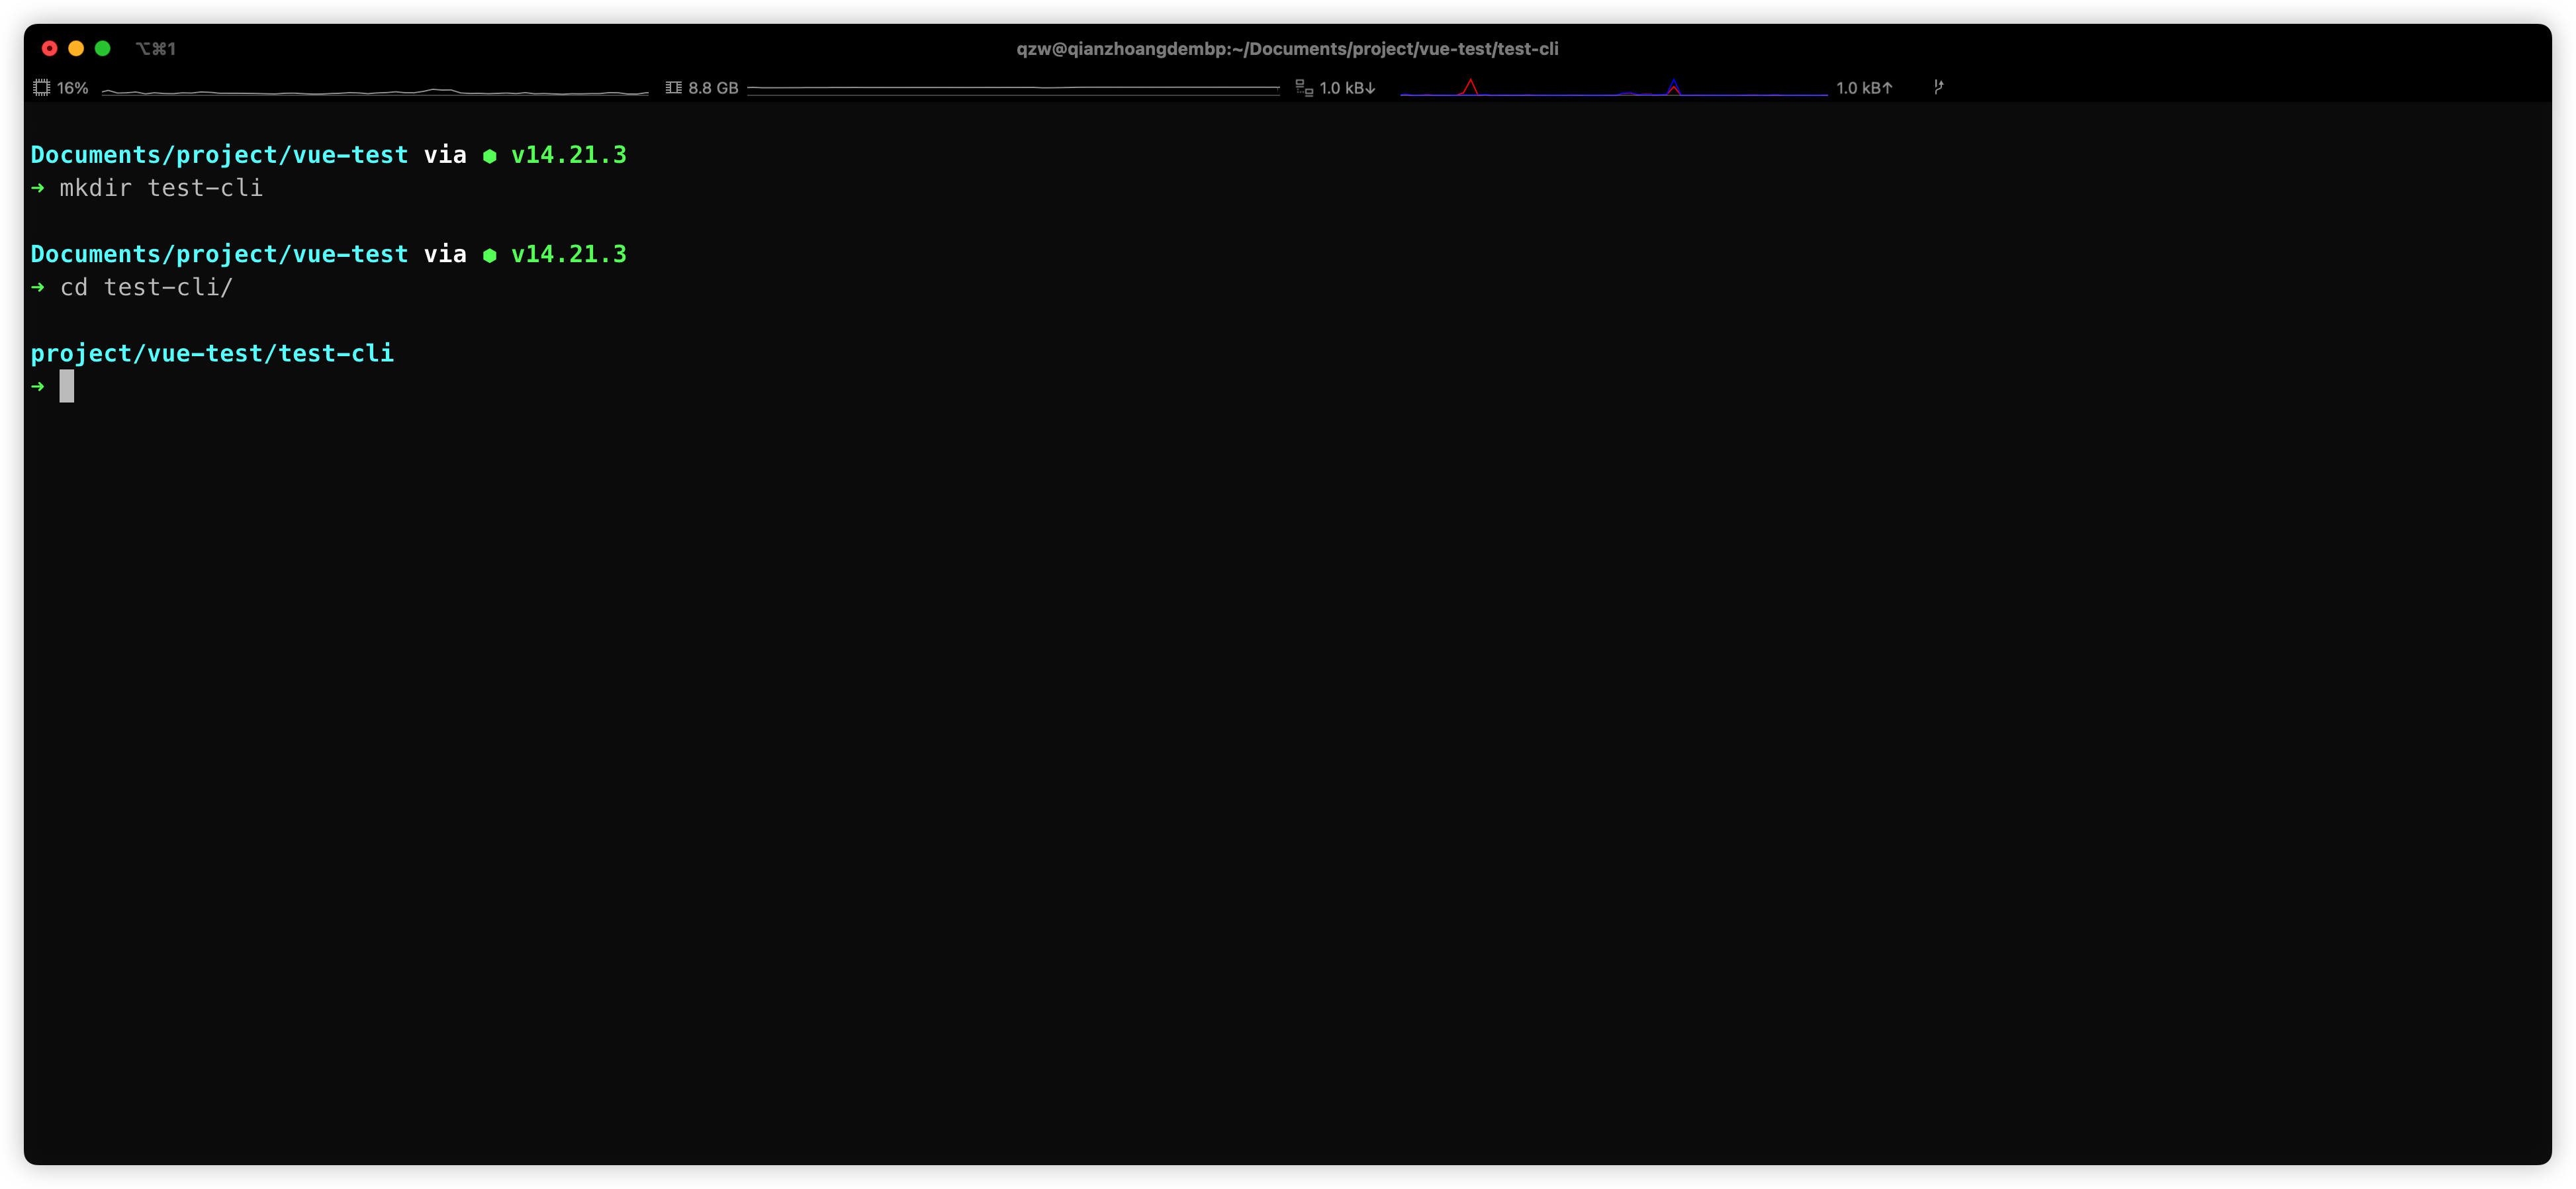 ⌥⌘1
qzw@qianzhoangdembp:~/Documents/project/vue-test/test-cli
16% 8.8 GB 1.0 kB↓ 1.0 kB↑
Documents/project/vue-test via ⬢ v14.21.3
➜ mkdir test-cli
Documents/project/vue-test via ⬢ v14.21.3
➜ cd test-cli/
project/vue-test/test-cli
➜